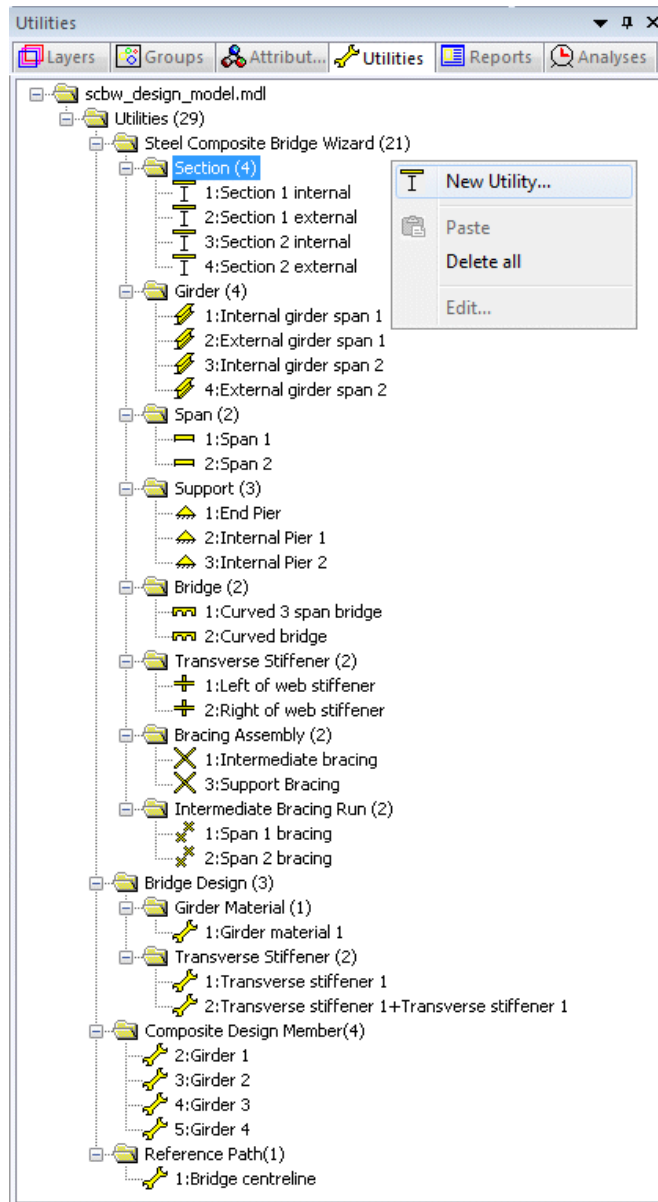 Utilities
Layers Groups Attribut... Utilities Reports Analyses
scbw_design_model.mdl
Utilities (29)
Steel Composite Bridge Wizard (21)
Section (4)
1:Section 1 internal
2:Section 1 external
3:Section 2 internal
4:Section 2 external
New Utility...
Paste
Delete all
Edit...
Girder (4)
1:Internal girder span 1
2:External girder span 1
3:Internal girder span 2
4:External girder span 2
Span (2)
1:Span 1
2:Span 2
Support (3)
1:End Pier
2:Internal Pier 1
3:Internal Pier 2
Bridge (2)
1:Curved 3 span bridge
2:Curved bridge
Transverse Stiffener (2)
1:Left of web stiffener
2:Right of web stiffener
Bracing Assembly (2)
1:Intermediate bracing
3:Support Bracing
Intermediate Bracing Run (2)
1:Span 1 bracing
2:Span 2 bracing
Bridge Design (3)
Girder Material (1)
1:Girder material 1
Transverse Stiffener (2)
1:Transverse stiffener 1
2:Transverse stiffener 1+Transverse stiffener 1
Composite Design Member(4)
2:Girder 1
3:Girder 2
4:Girder 3
5:Girder 4
Reference Path(1)
1:Bridge centreline